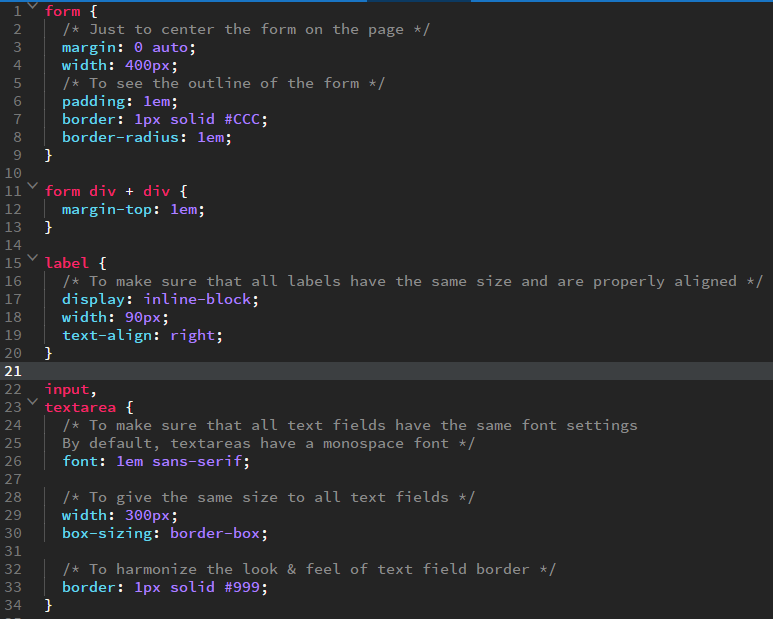 1 form {
2 /* Just to center the form on the page */
3 margin: 0 auto;
4 width: 400px;
5 /* To see the outline of the form */
6 padding: 1em;
7 border: 1px solid #CCC;
8 border-radius: 1em;
9 }
10
11 form div + div {
12 margin-top: 1em;
13 }
14
15 label {
16 /* To make sure that all labels have the same size and are properly aligned */
17 display: inline-block;
18 width: 90px;
19 text-align: right;
20 }
21
22 input,
23 textarea {
24 /* To make sure that all text fields have the same font settings
25 By default, textareas have a monospace font */
26 font: 1em sans-serif;
27
28 /* To give the same size to all text fields */
29 width: 300px;
30 box-sizing: border-box;
31
32 /* To harmonize the look & feel of text field border */
33 border: 1px solid #999;
34 }